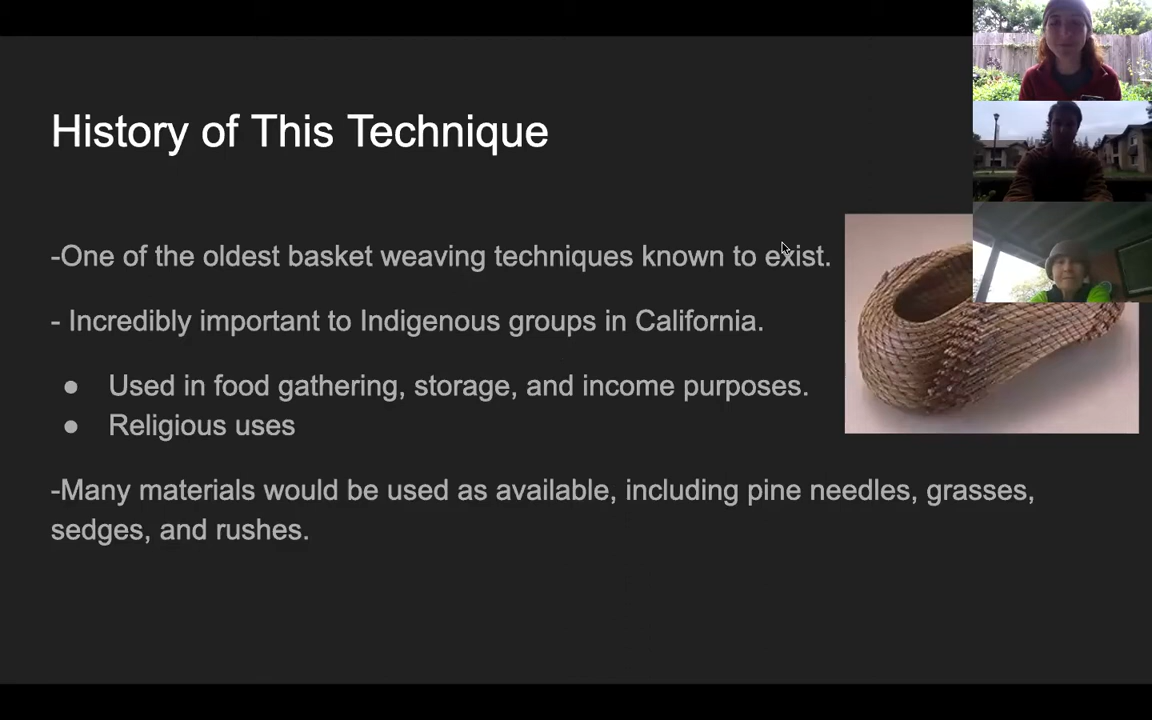 History of This Technique
-One of the oldest basket weaving techniques known to exist.
- Incredibly important to Indigenous groups in California.
● Used in food gathering, storage, and income purposes.
● Religious uses
-Many materials would be used as available, including pine needles, grasses,
sedges, and rushes.